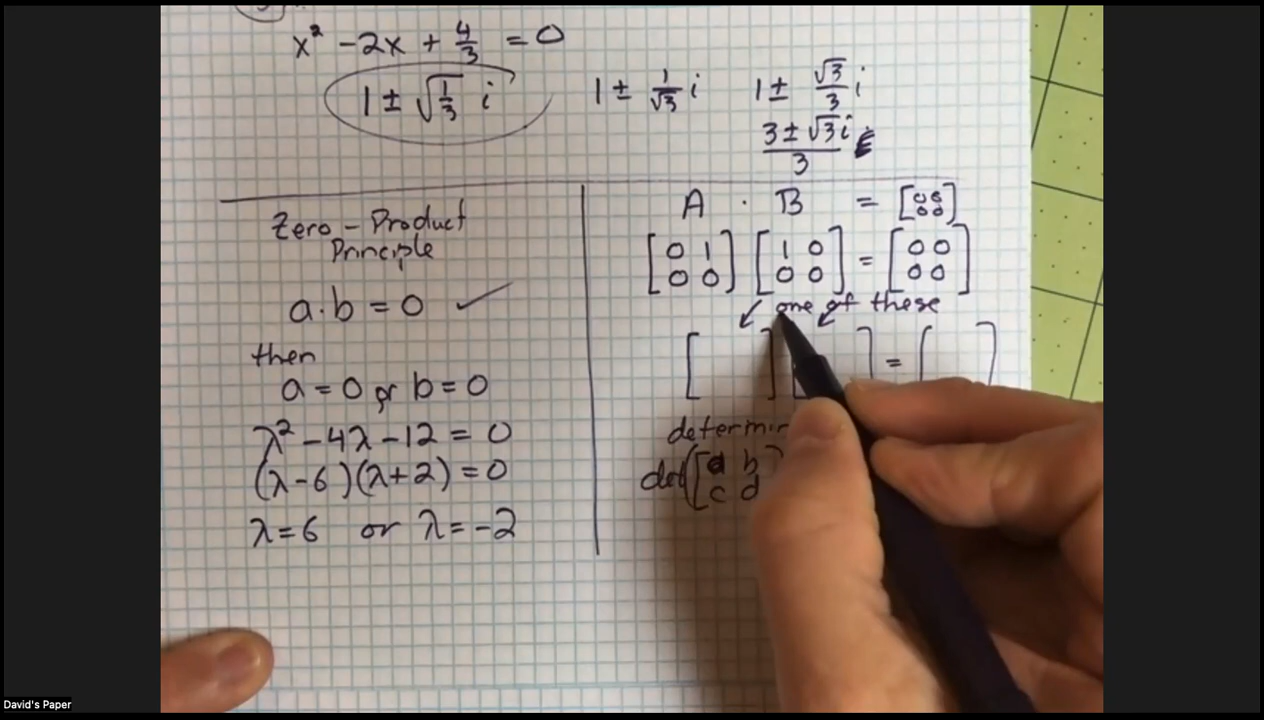 x² - 2x + 4/3 = 0
1 ± √(1/3) i
1 ± 1/√3 i
1 ± √3/3 i
3 ± √3 i / 3
Zero - Product
Principle
a · b = 0 ✓
then
a = 0 or b = 0
λ² - 4λ - 12 = 0
(λ - 6)(λ + 2) = 0
λ = 6 or λ = -2
A · B = [0 0
0 0]
[0 1 [1 0 = [0 0
0 0] 0 0] 0 0]
one of these
[ ] [ ] = [ ]
det([a b
c d
David's Paper